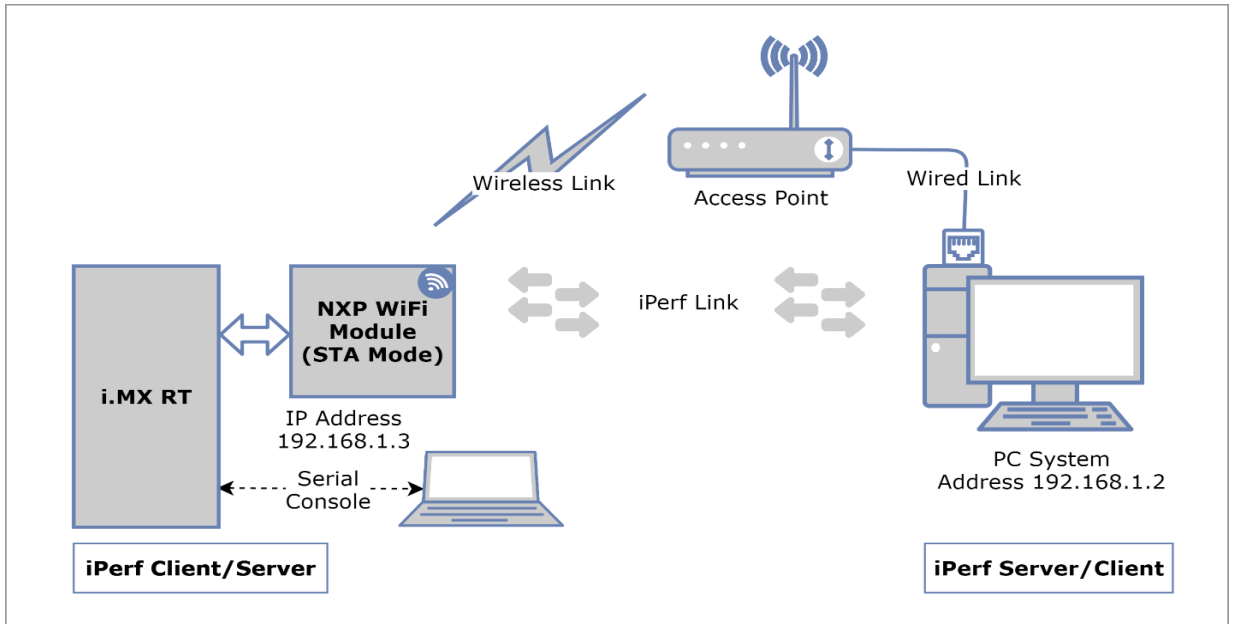 Wireless Link
Access Point
Wired Link
NXP WiFi
Module
(STA Mode)
iPerf Link
i.MX RT
IP Address
192.168.1.3
Serial
Console
PC System
Address 192.168.1.2
iPerf Client/Server
iPerf Server/Client